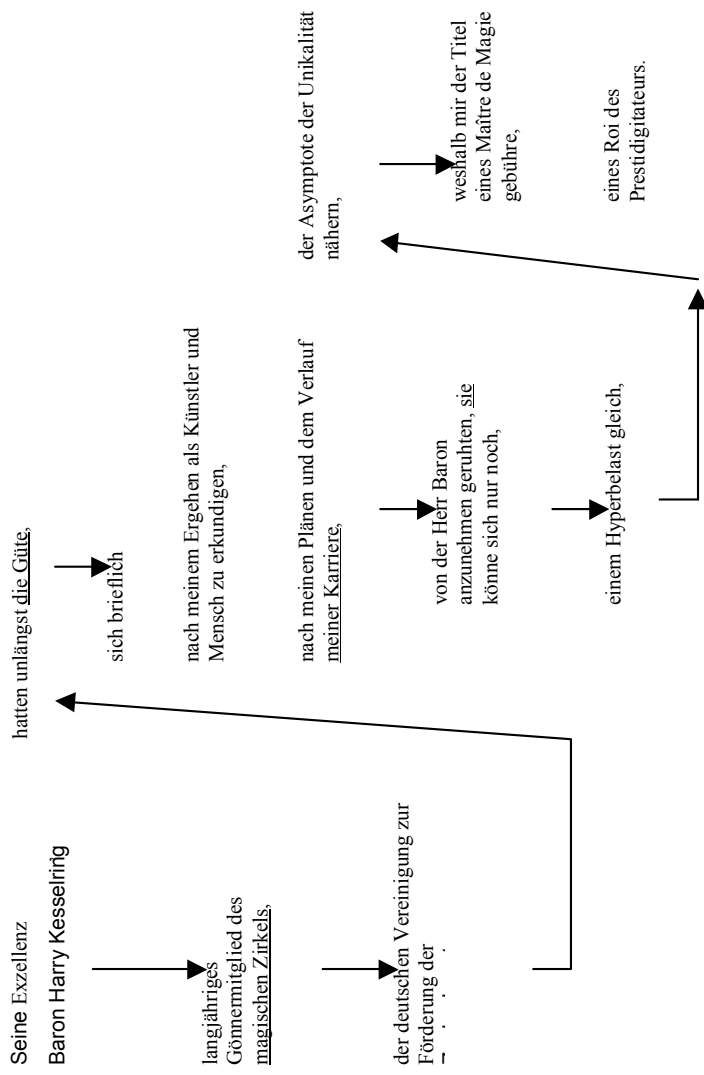 Seine Exzellenz
Baron Harry Kesselring
langjähriges
Gönnermitglied des
magischen Zirkels,
der deutschen Vereinigung zur
Förderung der
hatten unlängst die Güte,
sich brieflich
nach meinem Ergehen als Künstler und
Mensch zu erkundigen,
nach meinen Plänen und dem Verlauf
meiner Karriere,
von der Herr Baron
anzunehmen geruhten, sie
könne sich nur noch,
einem Hyperbelast gleich,
der Asymptote der Unikalität
nähern,
weshalb mir der Titel
eines Maître de Magie
gebühre,
eines Roi des
Prestidigitateurs.